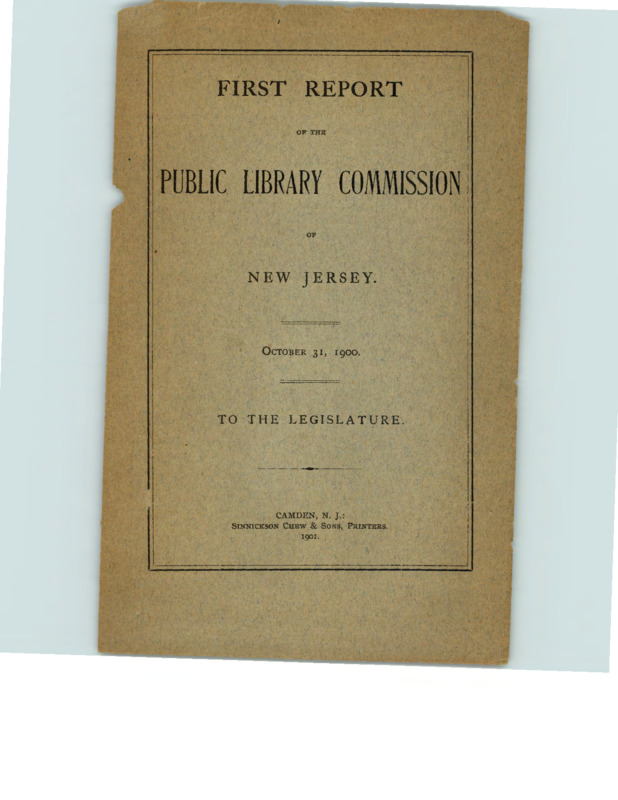 FIRST REPORT
OF THE
PUBLIC LIBRARY COMMISSION
OF
NEW JERSEY.
OCTOBER 31, 1900.
TO THE LEGISLATURE.
CAMDEN, N. J.:
SINNICKSON CHEW & SONS, PRINTERS.
1901.